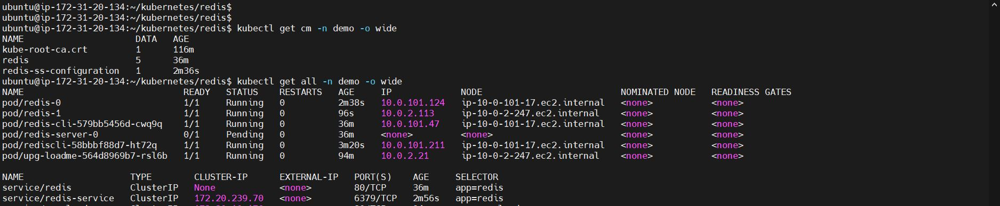 ubuntu@ip-172-31-20-134:~/kubernetes/redis$
ubuntu@ip-172-31-20-134:~/kubernetes/redis$
ubuntu@ip-172-31-20-134:~/kubernetes/redis$ kubectl get cm -n demo -o wide
NAME DATA AGE
kube-root-ca.crt 1 116m
redis 5 36m
redis-ss-configuration 1 2m36s
ubuntu@ip-172-31-20-134:~/kubernetes/redis$ kubectl get all -n demo -o wide
NAME READY STATUS RESTARTS AGE IP NODE NOMINATED NODE READINESS GATES
pod/redis-0 1/1 Running 0 2m38s 10.0.101.124 ip-10-0-101-17.ec2.internal <none> <none>
pod/redis-1 1/1 Running 0 96s 10.0.2.113 ip-10-0-2-247.ec2.internal <none> <none>
pod/redis-cli-579bb5456d-cwq9q 1/1 Running 0 36m 10.0.101.47 ip-10-0-101-17.ec2.internal <none> <none>
pod/redis-server-0 0/1 Pending 0 36m <none> <none> <none> <none>
pod/rediscli-58bbbf88d7-ht72q 1/1 Running 0 3m20s 10.0.101.211 ip-10-0-101-17.ec2.internal <none> <none>
pod/upg-loadme-564d8969b7-rsl6b 1/1 Running 0 94m 10.0.2.21 ip-10-0-2-247.ec2.internal <none> <none>
NAME TYPE CLUSTER-IP EXTERNAL-IP PORT(S) AGE SELECTOR
service/redis ClusterIP None <none> 80/TCP 36m app=redis
service/redis-service ClusterIP 172.20.239.70 <none> 6379/TCP 2m56s app=redis